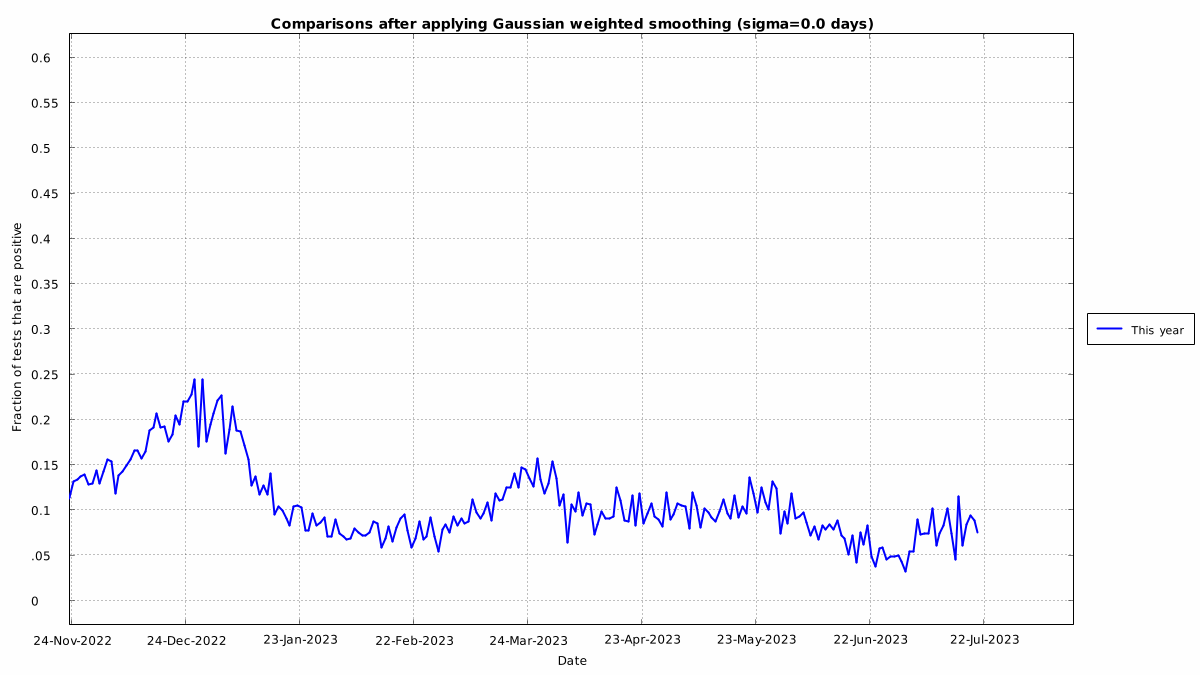 Comparisons after applying Gaussian weighted smoothing (sigma=0.0 days)
0.6
0.55
0.5
0.45
0.4
0.35
0.3
0.25
0.2
0.15
0.1
.05
0
Fraction of tests that are positive
This year
24-Nov-2022 24-Dec-2022 23-Jan-2023 22-Feb-2023 24-Mar-2023 23-Apr-2023 23-May-2023 22-Jun-2023 22-Jul-2023
Date